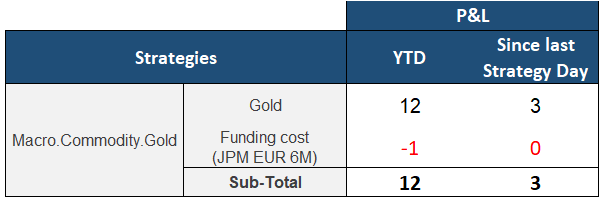 P&L
Strategies YTD Since last
Strategy Day
Macro.Commodity.Gold Gold 12 3
Funding cost
(JPM EUR 6M) -1 0
Sub-Total 12 3